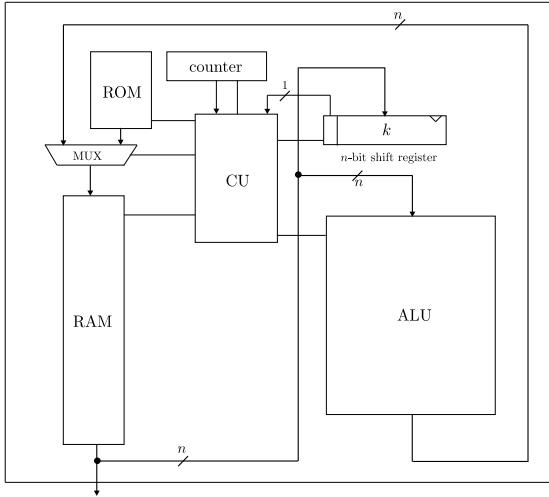 n
counter
ROM
1
k
MUX
n-bit shift register
CU
n
RAM
ALU
n